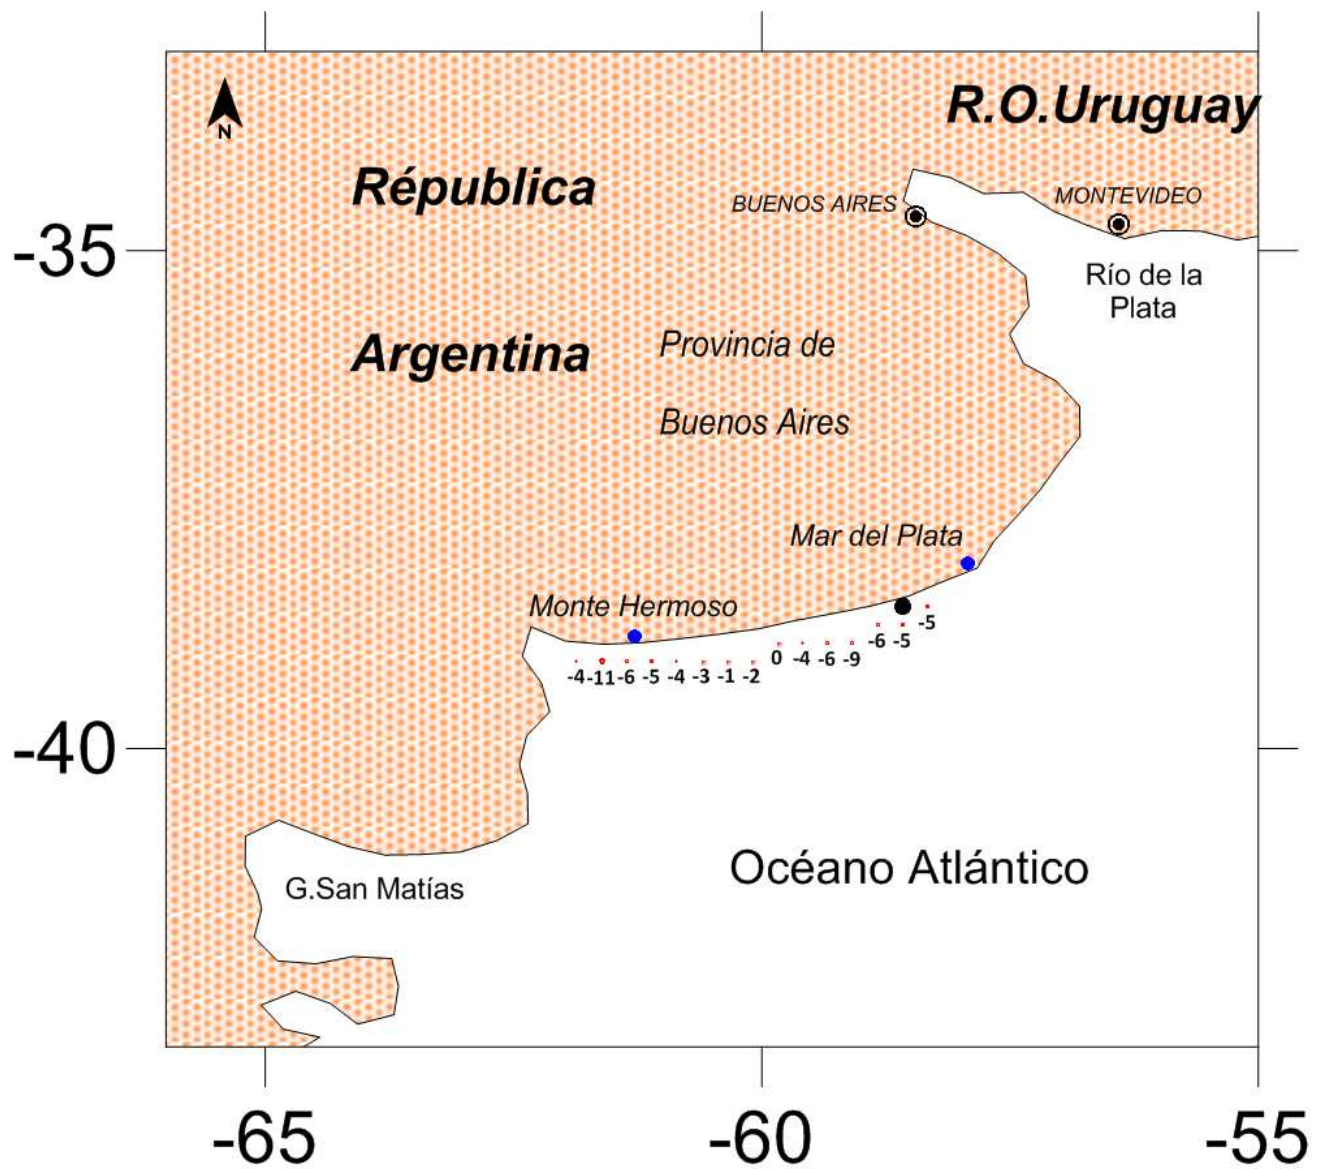 R.O.Uruguay
N
Républica
MONTEVIDEO
BUENOS AIRES
-35
Río de la
Plata
Provincia de
Argentina
Buenos Aires
Mar del Plata
Monte Hermoso
-5
-6 -5
0 -4 -6 -9
-4 -11 -6 -5 -4 -3 -1 -2
-40
Océano Atlántico
G.San Matías
-65 -60 -55